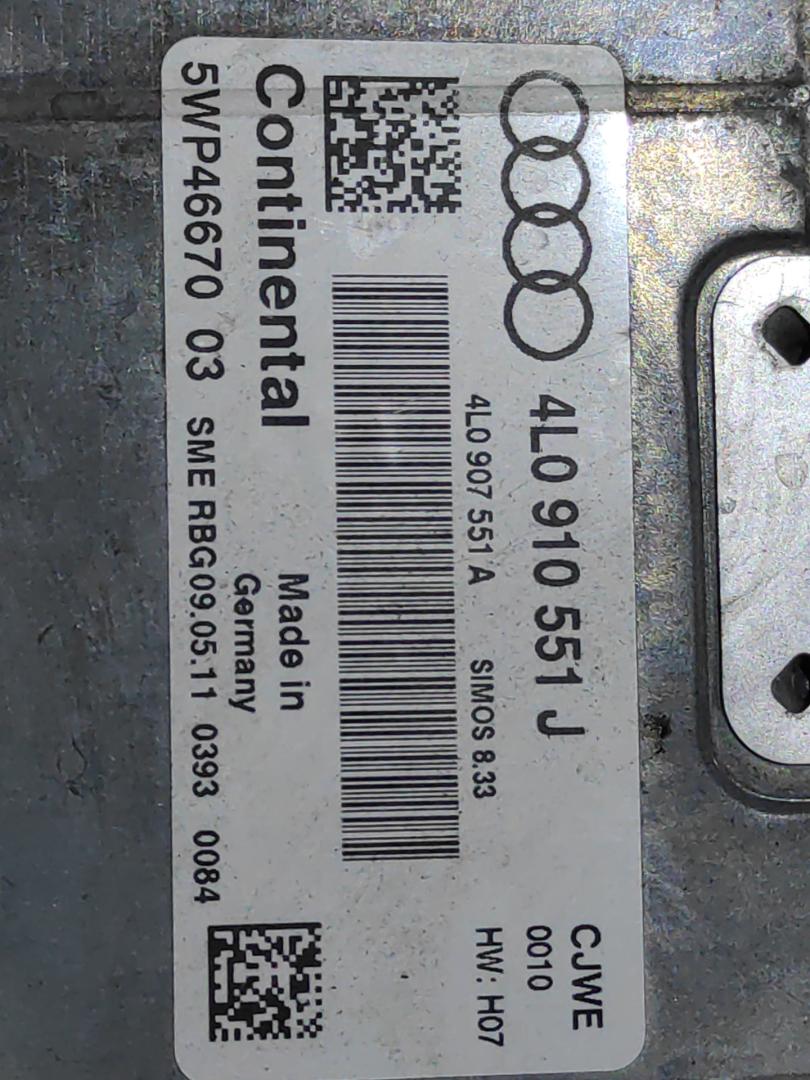 4L0 910 551 J
CJWE
0010
4L0 907 551 A SIMOS 8.33
HW: H07
Continental
Made in
Germany
5WP46670 03 SME RBG09.05.11 0393 0084